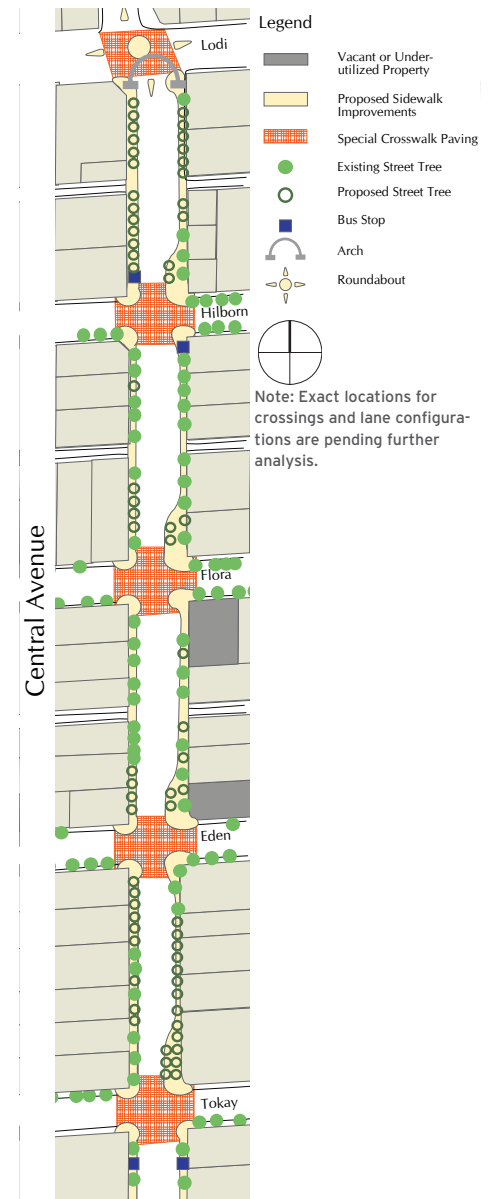 Lodi
Legend
Vacant or Under-
utilized Property
Proposed Sidewalk
Improvements
Special Crosswalk Paving
Existing Street Tree
Proposed Street Tree
Bus Stop
Arch
Roundabout
Hilborn
Note: Exact locations for
crossings and lane configura-
tions are pending further
analysis.
Central Avenue
Flora
Eden
Tokay